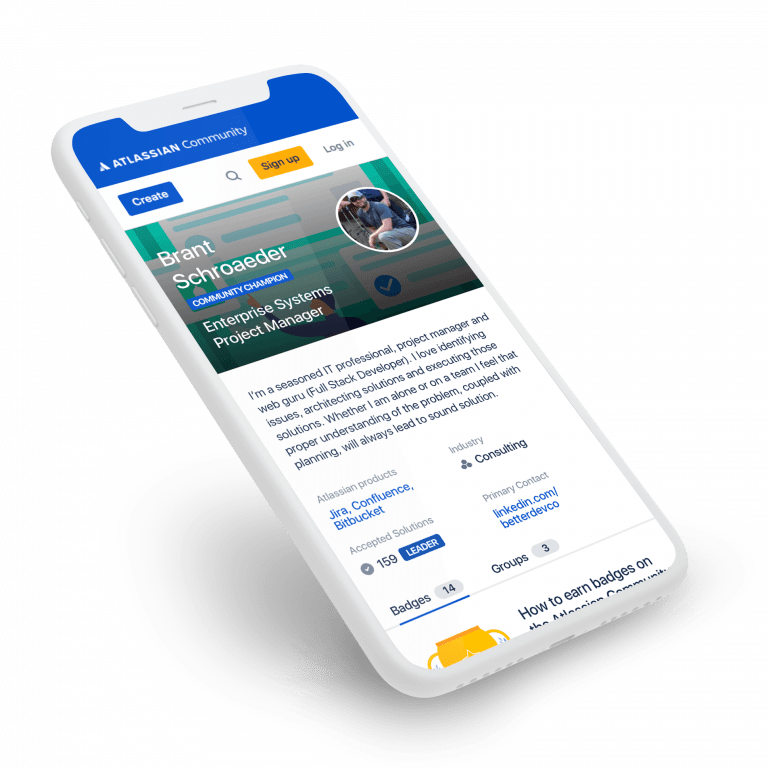 ATLASSIAN Community
Create
Sign up
Log in
Brant
Schroaeder
COMMUNITY CHAMPION
Enterprise Systems
Project Manager
I'm a seasoned IT professional, project manager and
web guru (Full Stack Developer). I love identifying
issues, architecting solutions and executing those
solutions. Whether I am alone or on a team I feel that
proper understanding of the problem, coupled with
planning, will always lead to sound solution.
Atlassian products
Jira, Confluence,
Bitbucket
Industry
Consulting
Accepted Solutions
159 LEADER
Primary Contact
linkedin.com/
betterdevco
Badges 14
Groups 3
How to earn badges on
the Atlassian Community